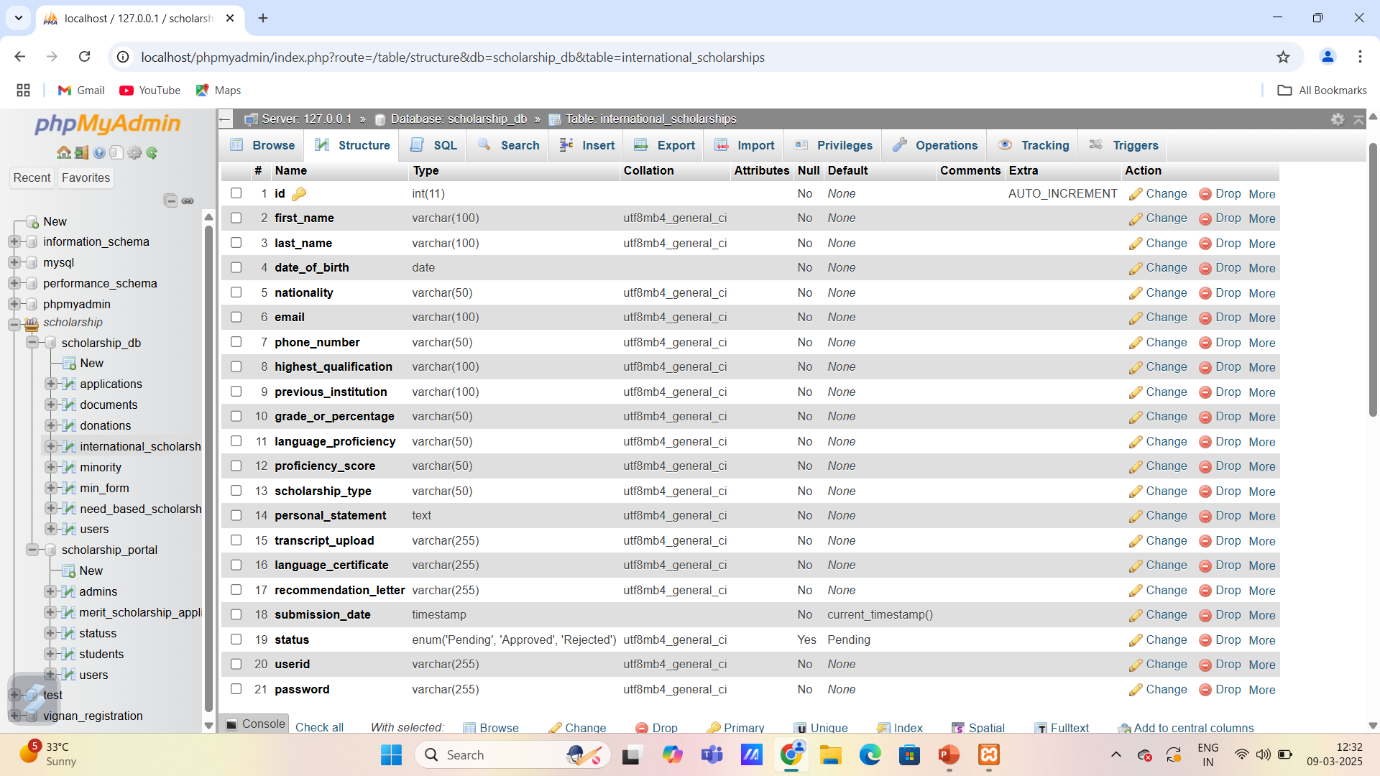 localhost / 127.0.0.1 / scholarsh
localhost/phpmyadmin/index.php?route=/table/structure&db=scholarship_db&table=international_scholarships
Gmail YouTube Maps All Bookmarks
phpMyAdmin
Recent Favorites
New
information_schema
mysql
performance_schema
phpmyadmin
scholarship
scholarship_db
New
applications
documents
donations
international_scholarsh
minority
min_form
need_based_scholarsh
users
scholarship_portal
New
admins
merit_scholarship_appli
statuss
students
users
test
vignan_registration
Server: 127.0.0.1 » Database: scholarship_db » Table: international_scholarships
Browse Structure SQL Search Insert Export Import Privileges Operations Tracking Triggers
# Name Type Collation Attributes Null Default Comments Extra Action
1 id int(11) No None AUTO_INCREMENT Change Drop More
2 first_name varchar(100) utf8mb4_general_ci No None Change Drop More
3 last_name varchar(100) utf8mb4_general_ci No None Change Drop More
4 date_of_birth date No None Change Drop More
5 nationality varchar(50) utf8mb4_general_ci No None Change Drop More
6 email varchar(100) utf8mb4_general_ci No None Change Drop More
7 phone_number varchar(50) utf8mb4_general_ci No None Change Drop More
8 highest_qualification varchar(100) utf8mb4_general_ci No None Change Drop More
9 previous_institution varchar(100) utf8mb4_general_ci No None Change Drop More
10 grade_or_percentage varchar(50) utf8mb4_general_ci No None Change Drop More
11 language_proficiency varchar(50) utf8mb4_general_ci No None Change Drop More
12 proficiency_score varchar(50) utf8mb4_general_ci No None Change Drop More
13 scholarship_type varchar(50) utf8mb4_general_ci No None Change Drop More
14 personal_statement text utf8mb4_general_ci No None Change Drop More
15 transcript_upload varchar(255) utf8mb4_general_ci No None Change Drop More
16 language_certificate varchar(255) utf8mb4_general_ci No None Change Drop More
17 recommendation_letter varchar(255) utf8mb4_general_ci No None Change Drop More
18 submission_date timestamp No current_timestamp() Change Drop More
19 status enum('Pending', 'Approved', 'Rejected') utf8mb4_general_ci Yes Pending Change Drop More
20 userid varchar(255) utf8mb4_general_ci No None Change Drop More
21 password varchar(255) utf8mb4_general_ci No None Change Drop More
Console Check all With selected: Browse Change Drop Primary Unique Index Spatial Fulltext Add to central columns
5 33°C
Sunny
Search
ENG
IN
12:32
09-03-2025